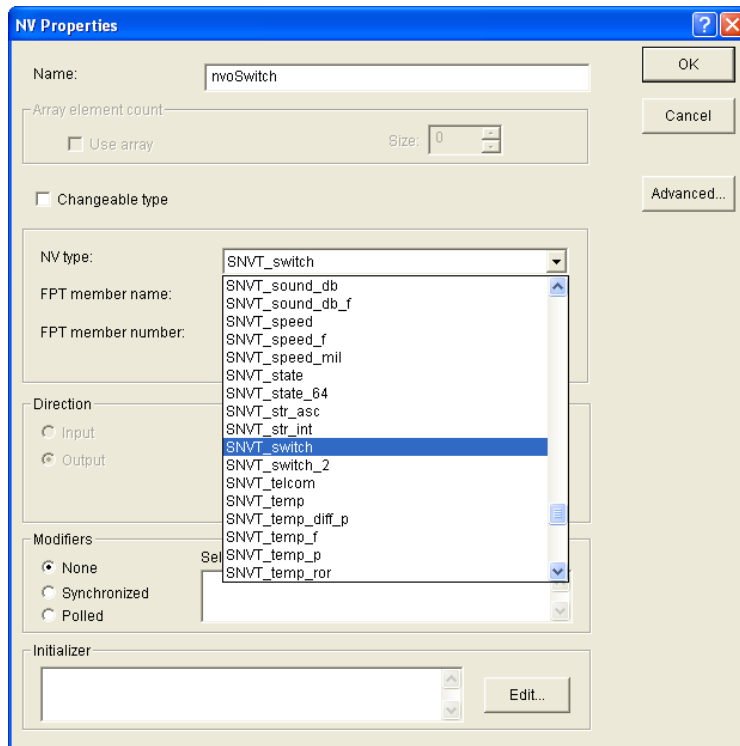 NV Properties
Name:
nvoSwitch
OK
Array element count
Use array
Size:
0
Cancel
Changeable type
Advanced...
NV type:
SNVT_switch
FPT member name:
FPT member number:
SNVT_sound_db
SNVT_sound_db_f
SNVT_speed
SNVT_speed_f
SNVT_speed_mil
SNVT_state
SNVT_state_64
SNVT_str_asc
SNVT_str_int
SNVT_switch
SNVT_switch_2
SNVT_telcom
SNVT_temp
SNVT_temp_diff_p
SNVT_temp_f
SNVT_temp_p
SNVT_temp_ror
Direction
Input
Output
Modifiers
None
Synchronized
Polled
Sel
Initializer
Edit...